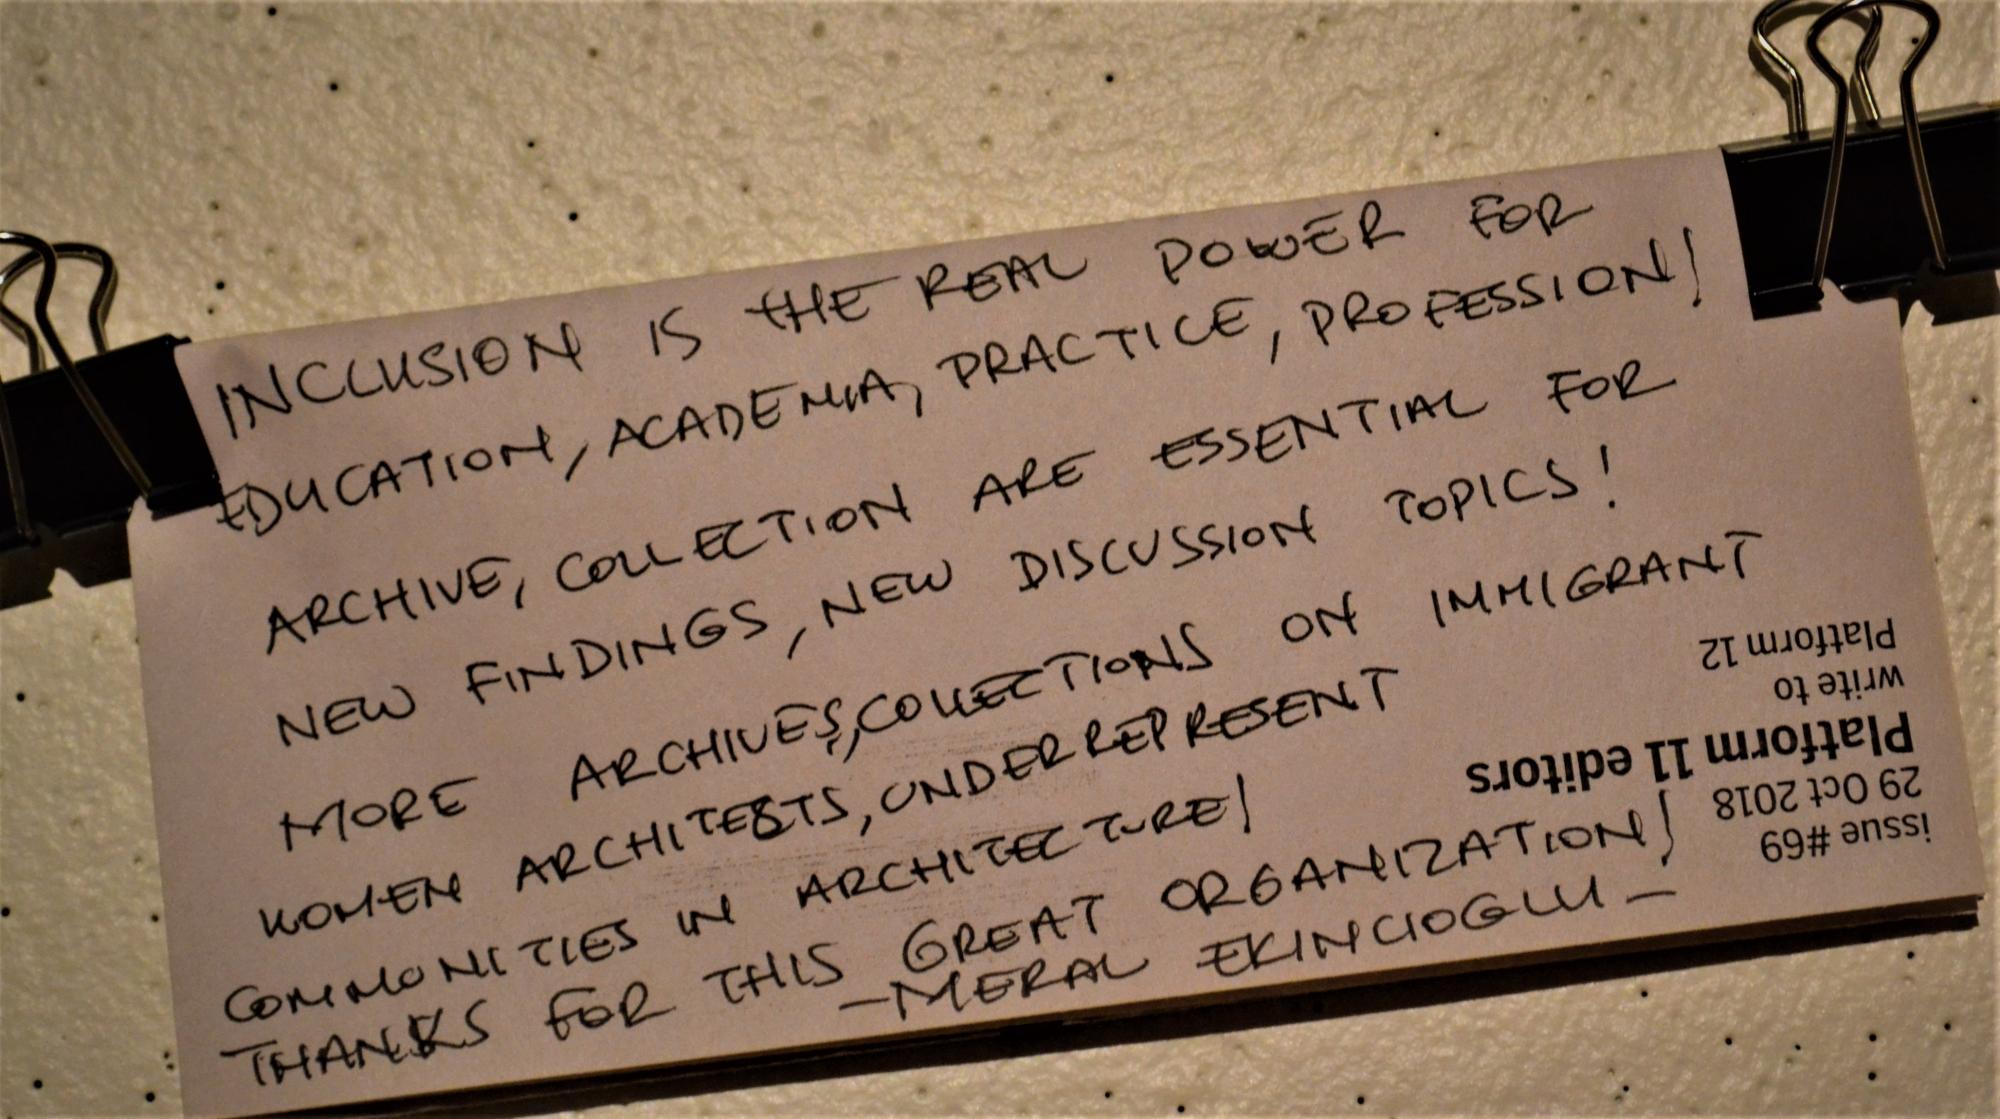 INCLUSION IS THE REAL POWER FOR
EDUCATION, ACADEMIA, PRACTICE, PROFESSION!
ARCHIVE, COLLECTION ARE ESSENTIAL FOR
NEW FINDINGS, NEW DISCUSSION TOPICS!
MORE ARCHIVES, COLLECTIONS ON IMMIGRANT
WOMEN ARCHITECTS, UNDERREPRESENT
COMMONITIES IN ARCHITECTURE!
THANKS FOR THIS GREAT ORGANIZATION!
—MERAL EKINCIOGLU—
issue #69
29 Oct 2018
Platform 11 editors
write to
Platform 12